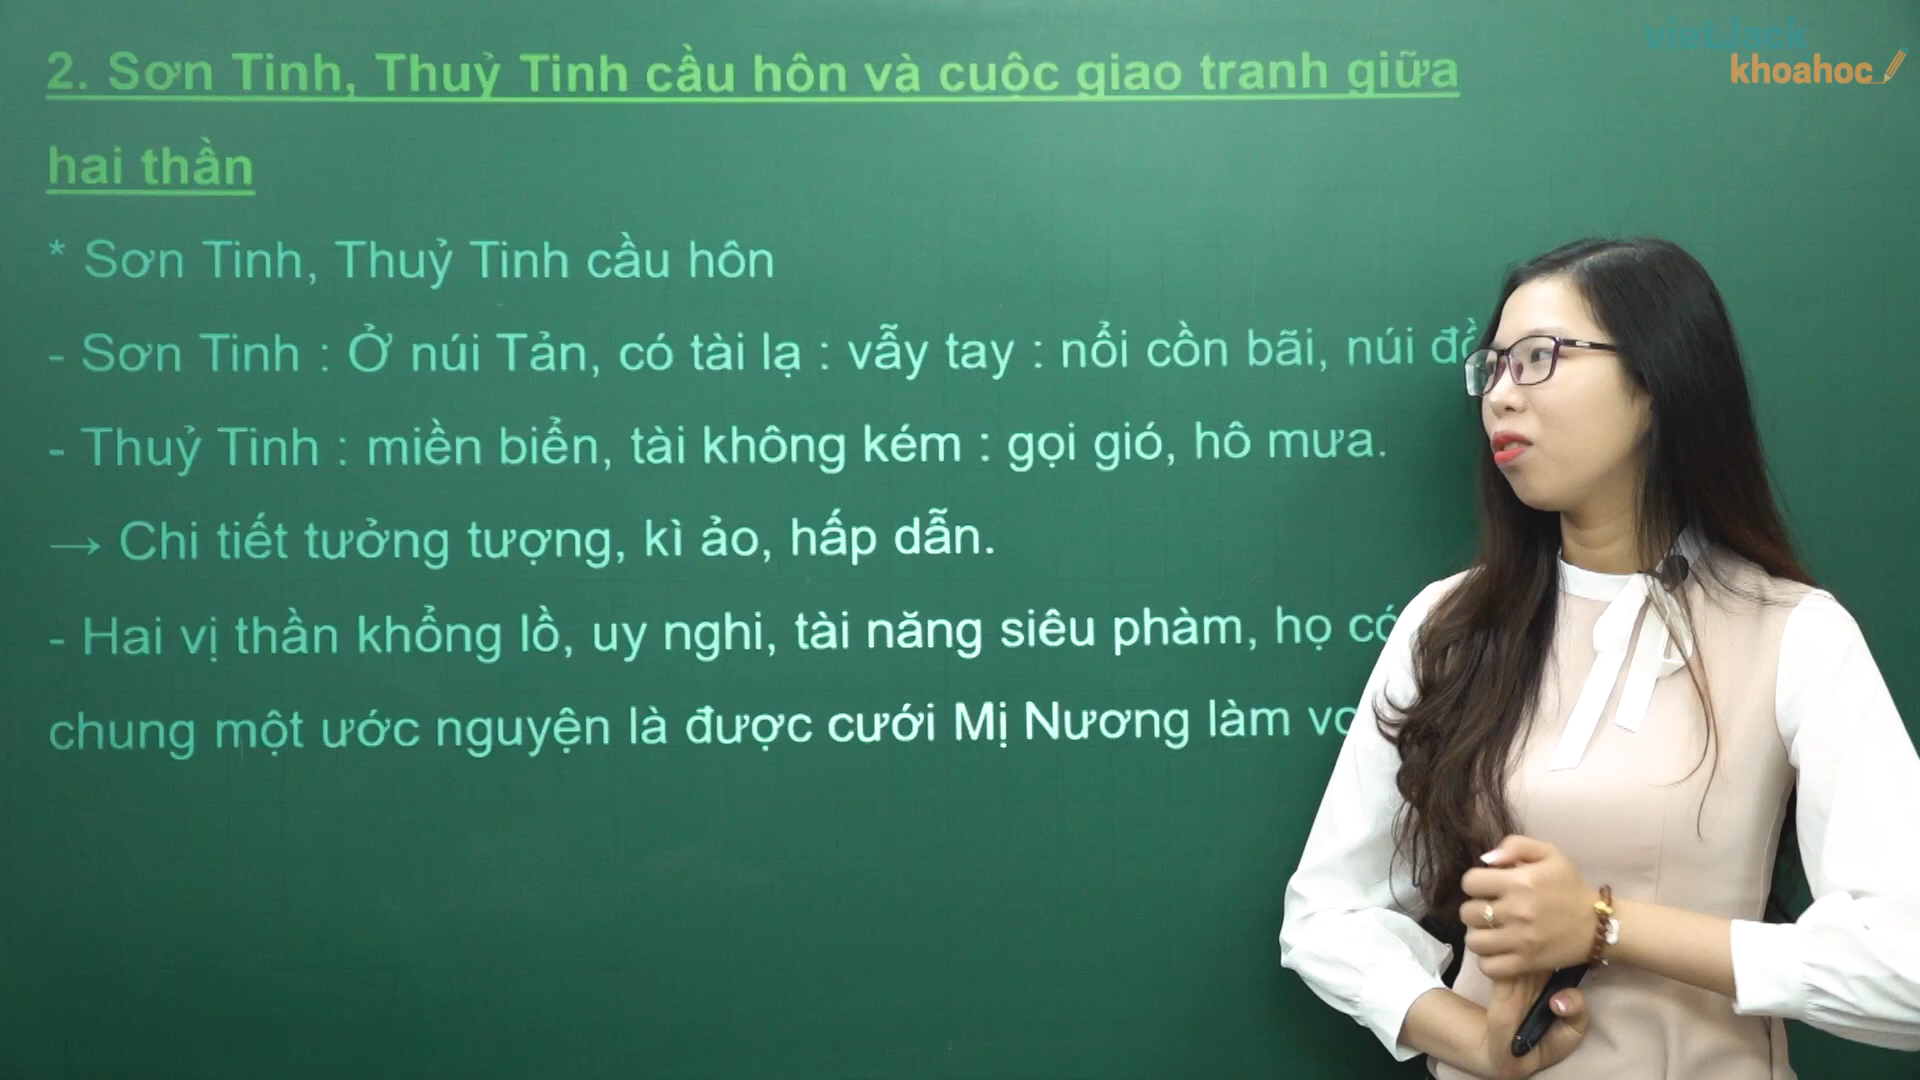 vietJack
khoahoc
2. Sơn Tinh, Thuỷ Tinh cầu hôn và cuộc giao tranh giữa
hai thần
* Sơn Tinh, Thuỷ Tinh cầu hôn
- Sơn Tinh : Ở núi Tản, có tài lạ : vẫy tay : nổi cồn bãi, núi
- Thuỷ Tinh : miền biển, tài không kém : gọi gió, hô mưa.
→ Chi tiết tưởng tượng, kì ảo, hấp dẫn.
- Hai vị thần khổng lồ, uy nghi, tài năng siêu phàm, họ có
chung một ước nguyện là được cưới Mị Nương làm